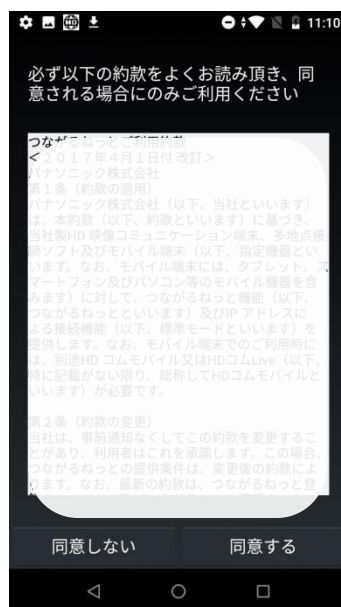 11:10
必ず以下の約款をよくお読み頂き、同
意される場合にのみご利用ください
つながるねっとご利用約款
<2017年4月1日付 改訂>
パナソニック株式会社
第1条（約款の適用）
パナソニック株式会社（以下、当社といいます）
は、本約款（以下、約款といいます）に基づき、
当社製HD 映像コミュニケーション端末、多地点接
続ソフト及びモバイル端末（以下、指定機器とい
います。なお、モバイル端末には、タブレット、ス
マートフォン及びパソコン等のモバイル機器を含
みます）に対して、つながるねっと機能（以下、
つながるねっとといいます）及びIP アドレスに
よる接続機能（以下、標準モードといいます）を
提供します。なお、モバイル端末でのご利用時に
は、別途HD コムモバイル又はHDコムLive（以下、
特に記載がない限り、総称してHDコムモバイルと
いいます）が必要です。
第2条（約款の変更）
当社は、事前通知なくしてこの約款を変更するこ
とがあり、利用者はこれを承諾します。この場合、
つながるねっとの提供条件は、変更後の約款によ
ります。なお、最新の約款は、つながるねっと登
同意しない
同意する